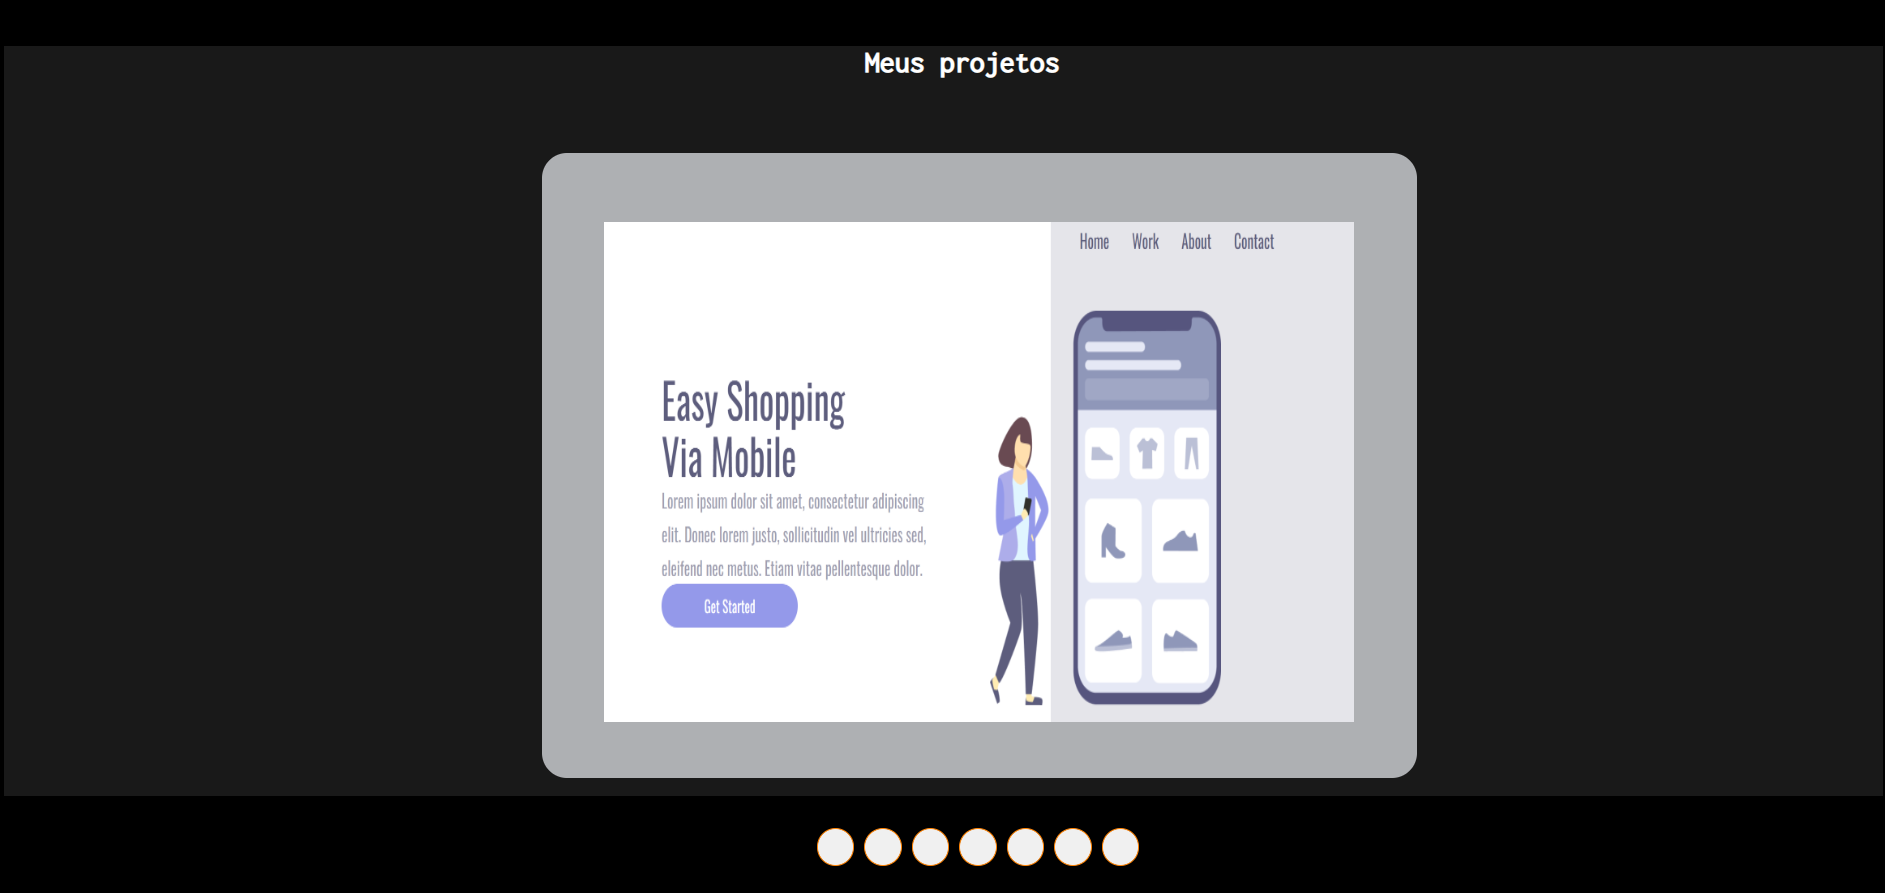 Meus projetos
Home Work About Contact
Easy Shopping
Via Mobile
Lorem ipsum dolor sit amet, consectetur adipiscing
elit. Donec lorem justo, sollicitudin vel ultricies sed,
eleifend nec metus. Etiam vitae pellentesque dolor.
Get Started